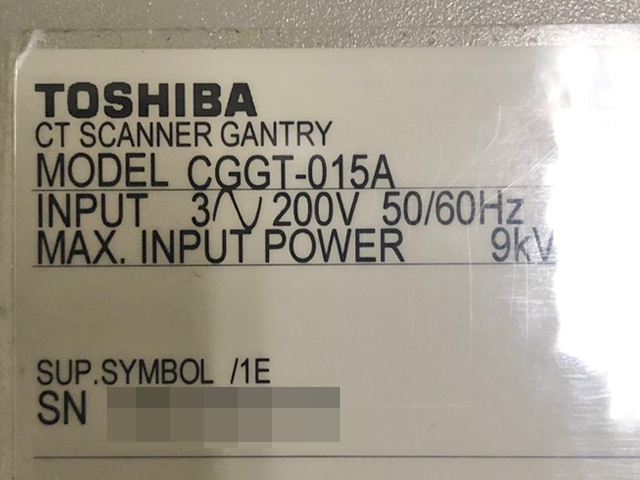 TOSHIBA
CT SCANNER GANTRY
MODEL CGGT-015A
INPUT 3∿ 200V 50/60Hz
MAX. INPUT POWER 9kV
SUP.SYMBOL /1E
SN